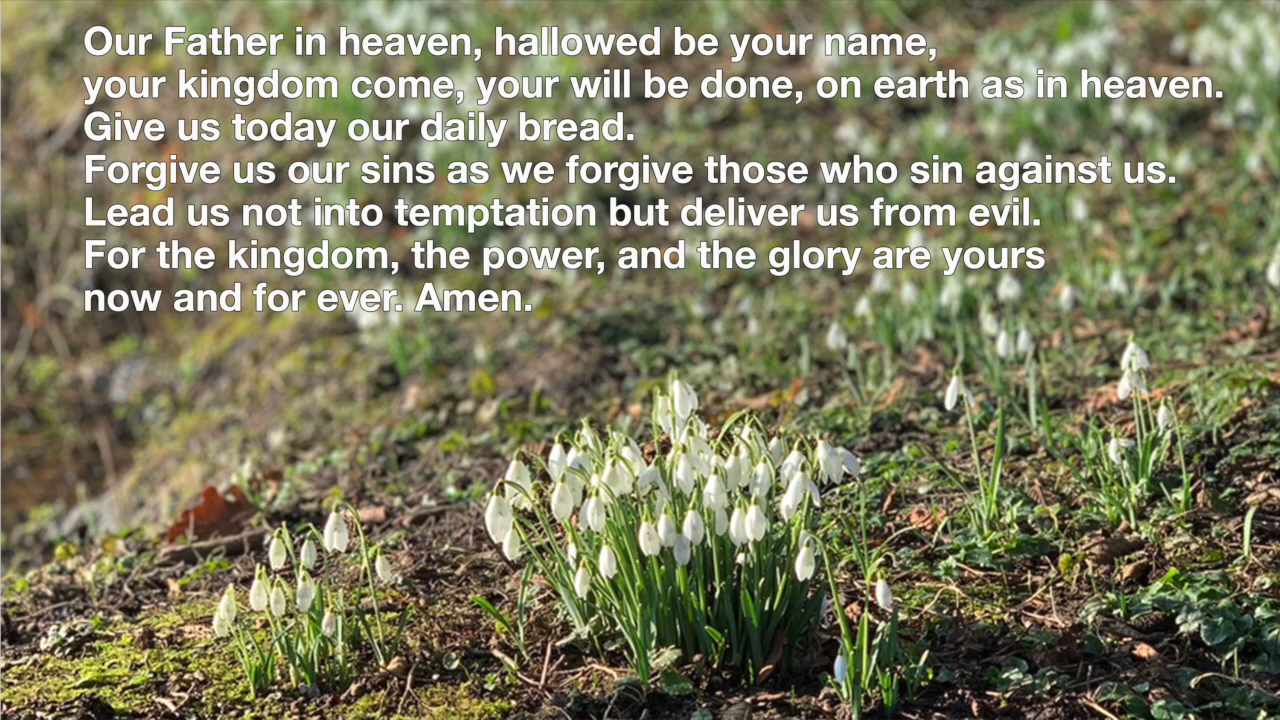 Our Father in heaven, hallowed be your name,
your kingdom come, your will be done, on earth as in heaven.
Give us today our daily bread.
Forgive us our sins as we forgive those who sin against us.
Lead us not into temptation but deliver us from evil.
For the kingdom, the power, and the glory are yours
now and for ever. Amen.